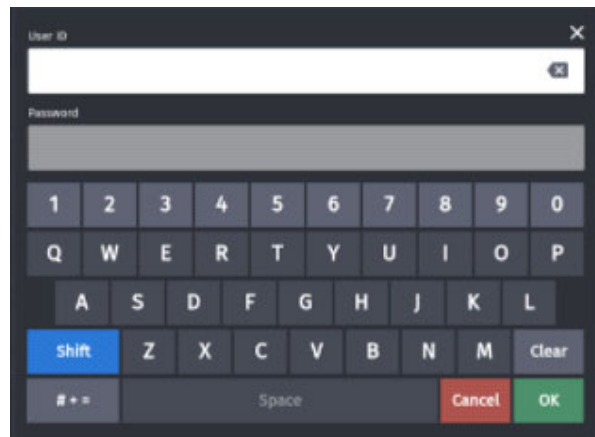 User ID
Password
1 2 3 4 5 6 7 8 9 0
Q W E R T Y U I O P
A S D F G H J K L
Shift Z X C V B N M Clear
# + = Space Cancel OK